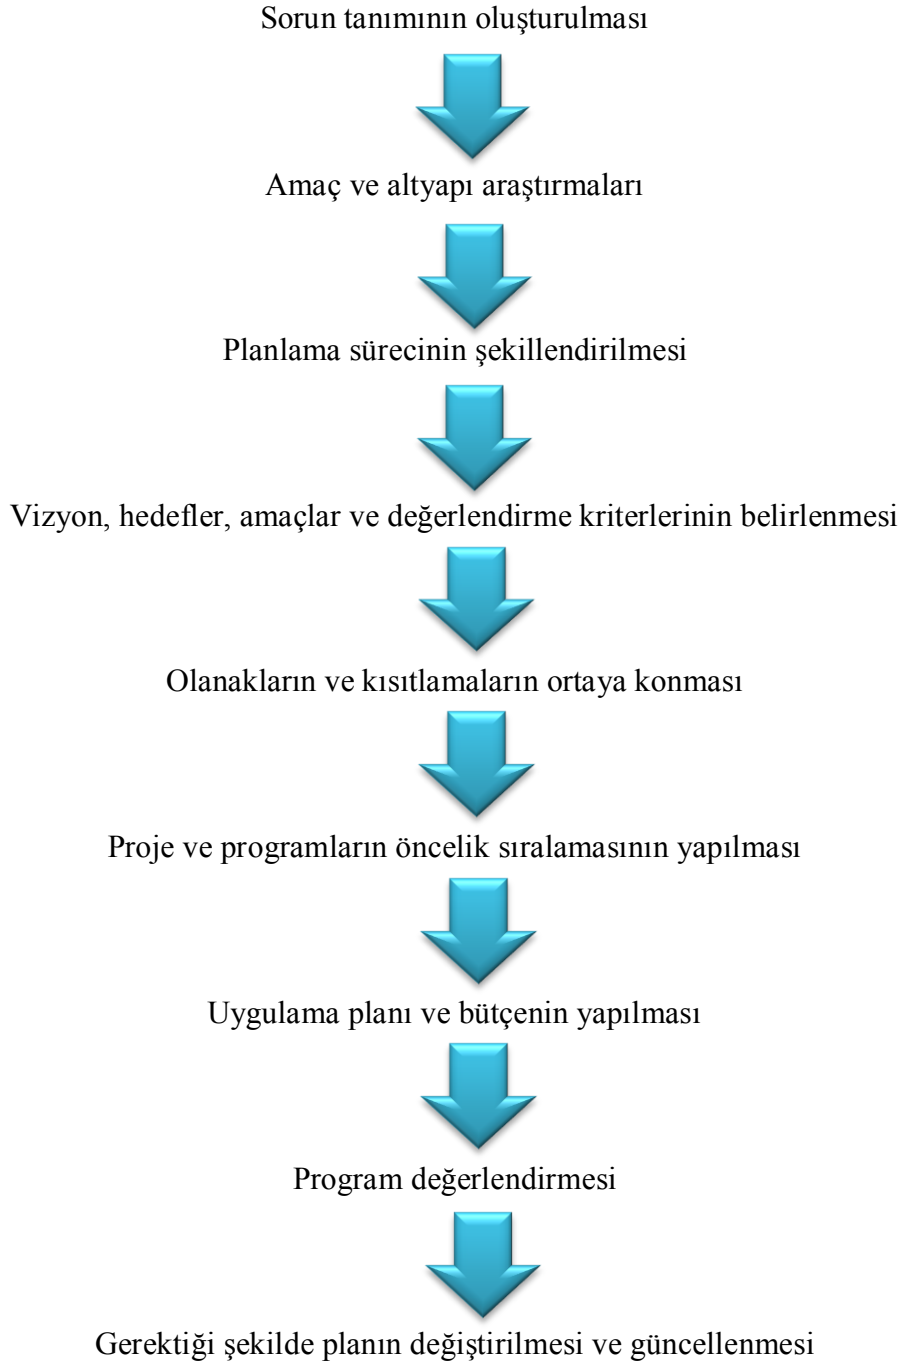 Sorun tanımının oluşturulması
Amaç ve altyapı araştırmaları
Planlama sürecinin şekillendirilmesi
Vizyon, hedefler, amaçlar ve değerlendirme kriterlerinin belirlenmesi
Olanakların ve kısıtlamaların ortaya konması
Proje ve programların öncelik sıralamasının yapılması
Uygulama planı ve bütçenin yapılması
Program değerlendirmesi
Gerektiği şekilde planın değiştirilmesi ve güncellenmesi